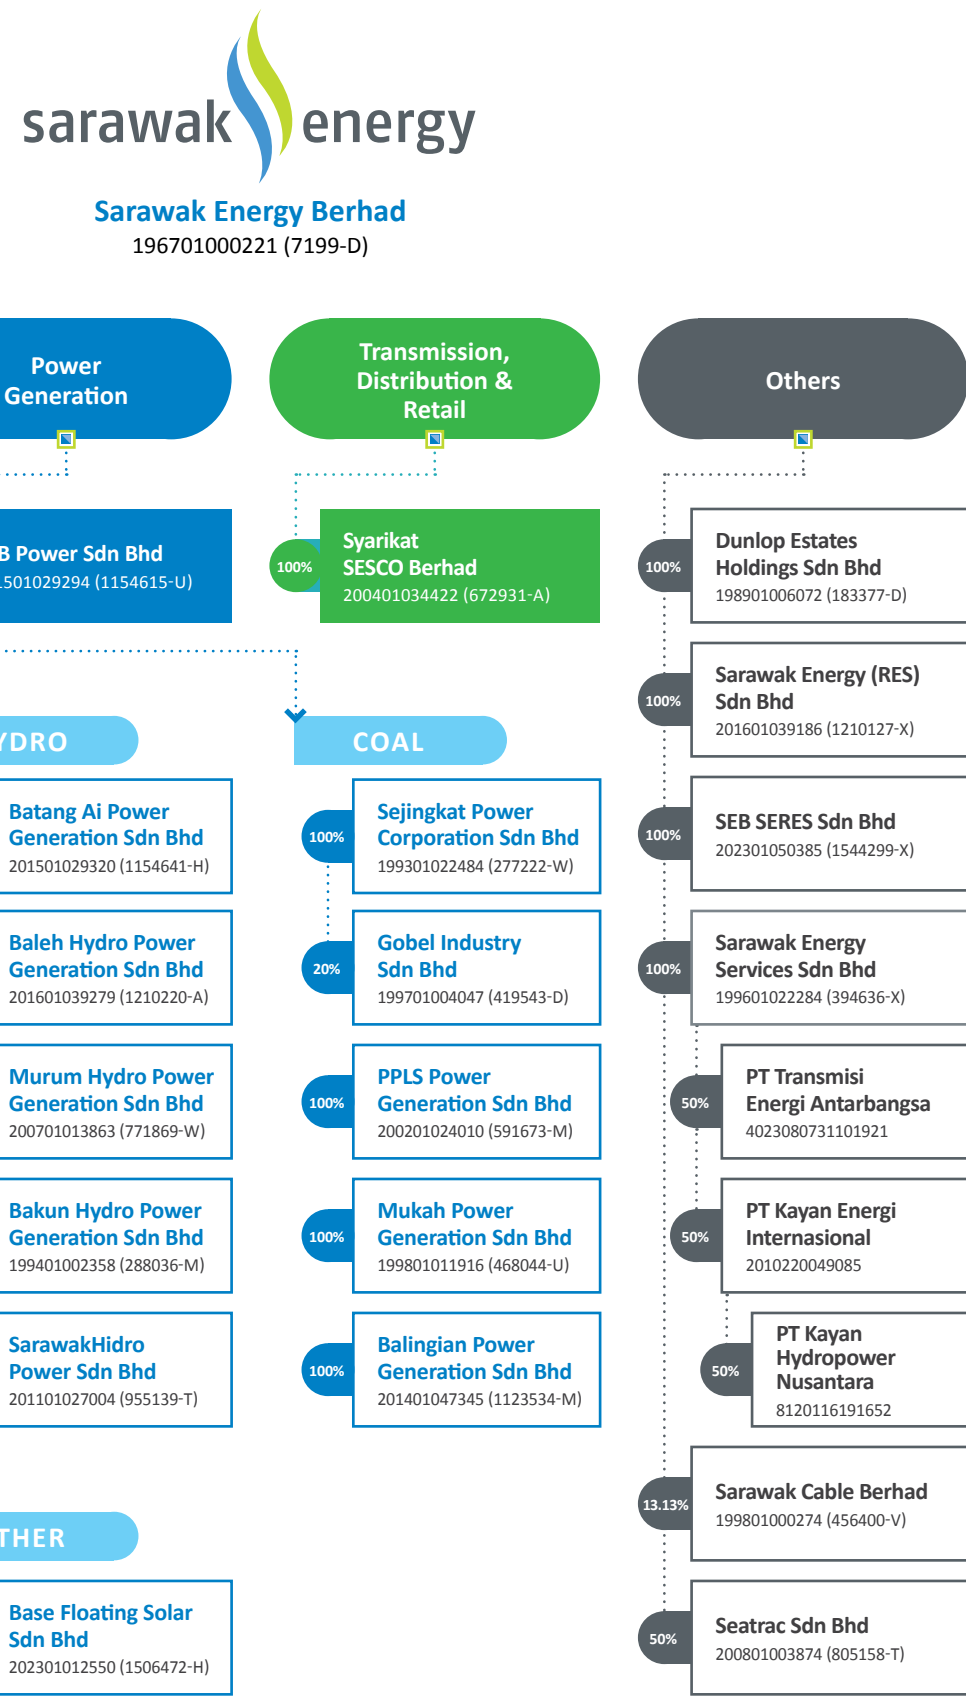 sarawak energy
Sarawak Energy Berhad
196701000221 (7199-D)
Power
Generation
B Power Sdn Bhd
1501029294 (1154615-U)
YDRO
Batang Ai Power
Generation Sdn Bhd
201501029320 (1154641-H)
Baleh Hydro Power
Generation Sdn Bhd
201601039279 (1210220-A)
Murum Hydro Power
Generation Sdn Bhd
200701013863 (771869-W)
Bakun Hydro Power
Generation Sdn Bhd
199401002358 (288036-M)
SarawakHidro
Power Sdn Bhd
201101027004 (955139-T)
THER
Base Floating Solar
Sdn Bhd
202301012550 (1506472-H)
Transmission,
Distribution &
Retail
100%
Syarikat
SESCO Berhad
200401034422 (672931-A)
COAL
100%
Sejingkat Power
Corporation Sdn Bhd
199301022484 (277222-W)
20%
Gobel Industry
Sdn Bhd
199701004047 (419543-D)
100%
PPLS Power
Generation Sdn Bhd
200201024010 (591673-M)
100%
Mukah Power
Generation Sdn Bhd
199801011916 (468044-U)
100%
Balingian Power
Generation Sdn Bhd
201401047345 (1123534-M)
Others
100%
Dunlop Estates
Holdings Sdn Bhd
198901006072 (183377-D)
100%
Sarawak Energy (RES)
Sdn Bhd
201601039186 (1210127-X)
100%
SEB SERES Sdn Bhd
202301050385 (1544299-X)
100%
Sarawak Energy
Services Sdn Bhd
199601022284 (394636-X)
50%
PT Transmisi
Energi Antarbangsa
4023080731101921
50%
PT Kayan Energi
Internasional
2010220049085
50%
PT Kayan
Hydropower
Nusantara
8120116191652
13.13%
Sarawak Cable Berhad
199801000274 (456400-V)
50%
Seatrac Sdn Bhd
200801003874 (805158-T)